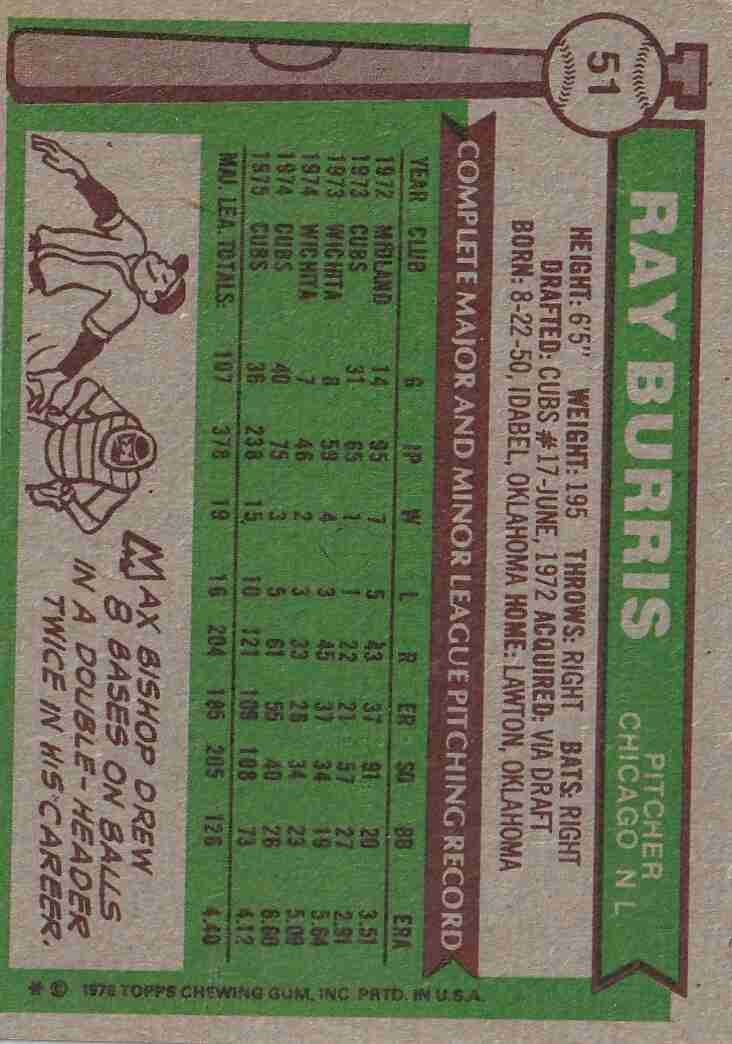 51
RAY BURRIS
PITCHER
CHICAGO N L
HEIGHT: 6'5" WEIGHT: 195 THROWS: RIGHT BATS: RIGHT
DRAFTED: CUBS #17-JUNE, 1972 ACQUIRED: VIA DRAFT
BORN: 8-22-50, IDABEL, OKLAHOMA HOME: LAWTON, OKLAHOMA
COMPLETE MAJOR AND MINOR LEAGUE PITCHING RECORD
YEAR CLUB G IP W L R ER SO BB ERA
1972 MIDLAND 14 95 7 5 43 37 91 20 3.51
1973 CUBS 31 65 1 1 22 21 57 27 2.91
1973 WICHITA 8 59 4 3 45 37 34 19 5.64
1974 WICHITA 7 46 2 3 33 26 34 23 5.09
1974 CUBS 40 75 3 5 61 55 40 26 6.60
1975 CUBS 36 238 15 10 121 109 108 73 4.12
MAJ. LEA. TOTALS: 107 378 19 16 204 185 205 126 4.40
MAX BISHOP DREW
8 BASES ON BALLS
IN A DOUBLE-HEADER
TWICE IN HIS CAREER.
* © 1976 TOPPS CHEWING GUM, INC PRTD. IN U.S.A.